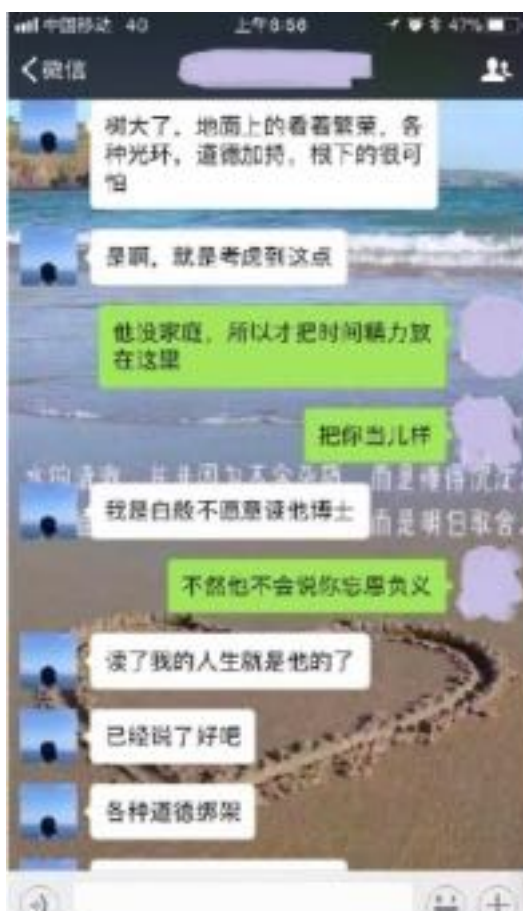 中国移动 4G 上午8:56 47%
微信
树大了，地面上的看着繁荣，各
种光环，道德加持，根下的很可
怕
是啊，就是考虑到这点
他没家庭，所以才把时间精力放
在这里
把你当儿样
而是懂得沉淀
我是白般不愿意读他博士
而是明白取舍
不然他不会说你忘恩负义
读了我的人生就是他的了
已经说了好吧
各种道德绑架